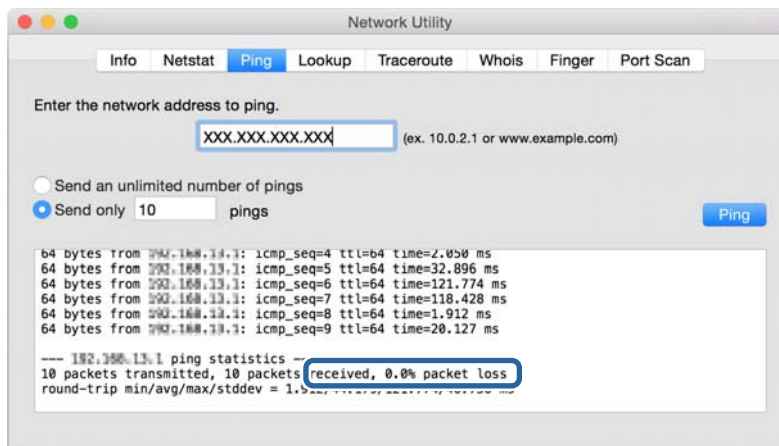 Network Utility
Info Netstat Ping Lookup Traceroute Whois Finger Port Scan
Enter the network address to ping.
XXX.XXX.XXX.XXX (ex. 10.0.2.1 or www.example.com)
Send an unlimited number of pings
Send only 10 pings
Ping
64 bytes from : icmp_seq=4 ttl=64 time=2.050 ms
64 bytes from : icmp_seq=5 ttl=64 time=32.896 ms
64 bytes from : icmp_seq=6 ttl=64 time=121.774 ms
64 bytes from : icmp_seq=7 ttl=64 time=118.428 ms
64 bytes from : icmp_seq=8 ttl=64 time=1.912 ms
64 bytes from : icmp_seq=9 ttl=64 time=20.127 ms
--- ping statistics --
10 packets transmitted, 10 packets received, 0.0% packet loss
round-trip min/avg/max/stddev = ms